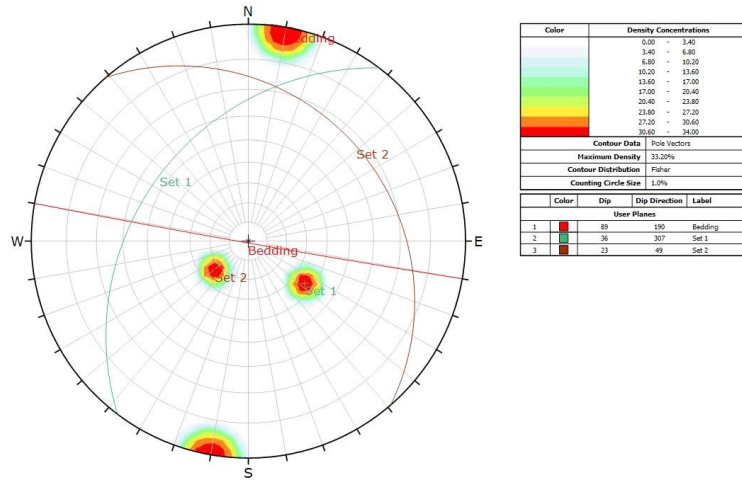 N
Bedding
Set 2
Set 1
W
E
Bedding
Set 2
Set 1
S
Color Density Concentrations
0.00 - 3.40
3.40 - 6.80
6.80 - 10.20
10.20 - 13.60
13.60 - 17.00
17.00 - 20.40
20.40 - 23.80
23.80 - 27.20
27.20 - 30.60
30.60 - 34.00
Contour Data Pole Vectors
Maximum Density 33.20%
Contour Distribution Fisher
Counting Circle Size 1.0%
Color Dip Dip Direction Label
User Planes
1 89 190 Bedding
2 36 307 Set 1
3 23 49 Set 2